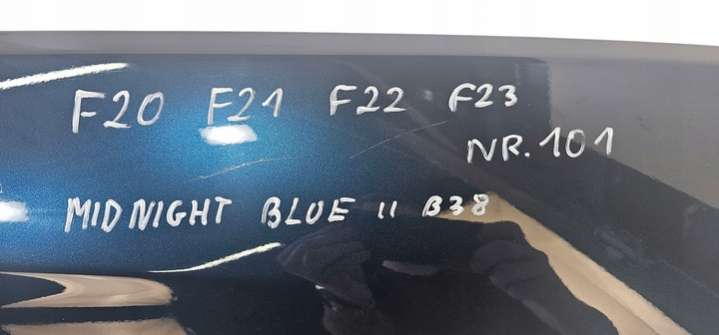 F20 F21 F22 F23
NR.101
MIDNIGHT BLUE II B38